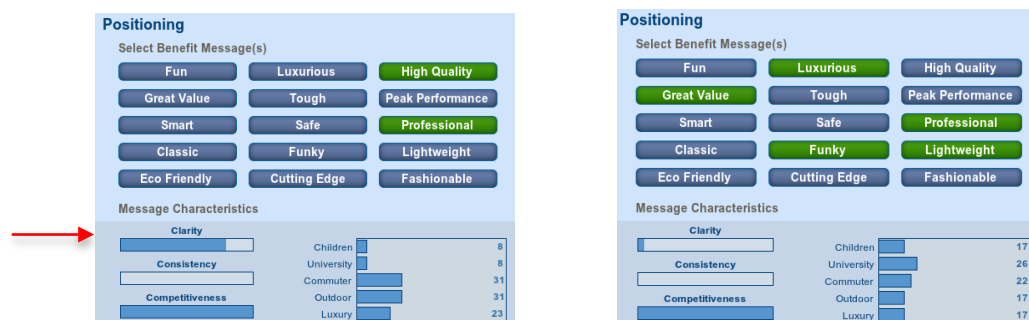 Positioning
Select Benefit Message(s)
Fun Luxurious High Quality
Great Value Tough Peak Performance
Smart Safe Professional
Classic Funky Lightweight
Eco Friendly Cutting Edge Fashionable
Message Characteristics
Clarity
Children 8
Consistency
University 8
Commuter 31
Competitiveness
Outdoor 31
Luxury 23
Positioning
Select Benefit Message(s)
Fun Luxurious High Quality
Great Value Tough Peak Performance
Smart Safe Professional
Classic Funky Lightweight
Eco Friendly Cutting Edge Fashionable
Message Characteristics
Clarity
Children 17
Consistency
University 26
Commuter 22
Competitiveness
Outdoor 17
Luxury 17